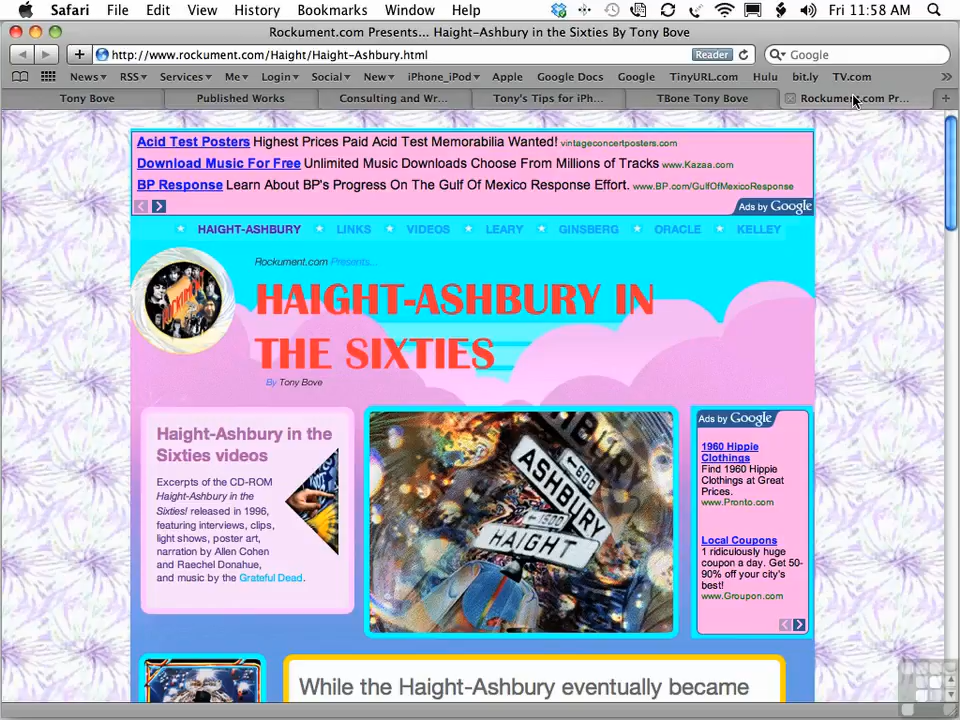 Safari File Edit View History Bookmarks Window Help Fri 11:58 AM
Rockument.com Presents... Haight-Ashbury in the Sixties By Tony Bove
http://www.rockument.com/Haight/Haight-Ashbury.html Reader Google
News RSS Services Me Login Social New iPhone_iPod Apple Google Docs Google TinyURL.com Hulu bit.ly TV.com
Tony Bove Published Works Consulting and Wr... Tony's Tips for iPh... TBone Tony Bove Rockument.com Pr...
Acid Test Posters Highest Prices Paid Acid Test Memorabilia Wanted! vintageconcertposters.com
Download Music For Free Unlimited Music Downloads Choose From Millions of Tracks www.Kazaa.com
BP Response Learn About BP's Progress On The Gulf Of Mexico Response Effort. www.BP.com/GulfOfMexicoResponse
Ads by Google
HAIGHT-ASHBURY LINKS VIDEOS LEARY GINSBERG ORACLE KELLEY
Rockument.com Presents...
HAIGHT-ASHBURY IN
THE SIXTIES
By Tony Bove
Haight-Ashbury in the
Sixties videos
Excerpts of the CD-ROM
Haight-Ashbury in the
Sixties! released in 1996,
featuring interviews, clips,
light shows, poster art,
narration by Allen Cohen
and Raechel Donahue,
and music by the Grateful Dead.
600
ASHBURY
1500
HAIGHT
Ads by Google
1960 Hippie
Clothings
Find 1960 Hippie
Clothings at Great
Prices.
www.Pronto.com
Local Coupons
1 ridiculously huge
coupon a day. Get 50-
90% off your city's
best!
www.Groupon.com
While the Haight-Ashbury eventually became